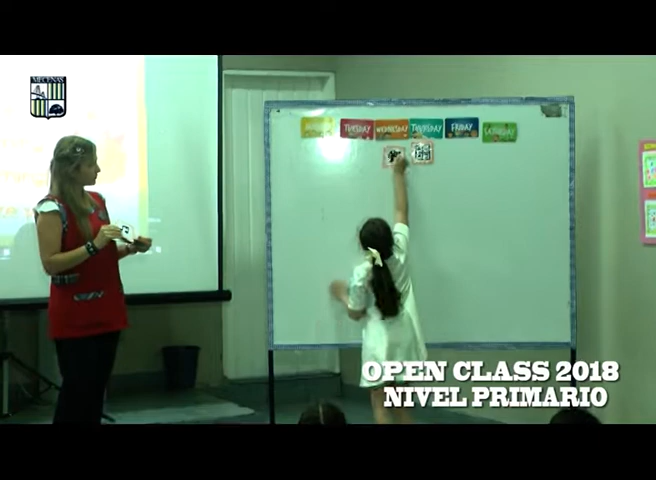 TUESDAY WEDNESDAY THURSDAY FRIDAY SATURDAY
OPEN CLASS 2018
NIVEL PRIMARIO